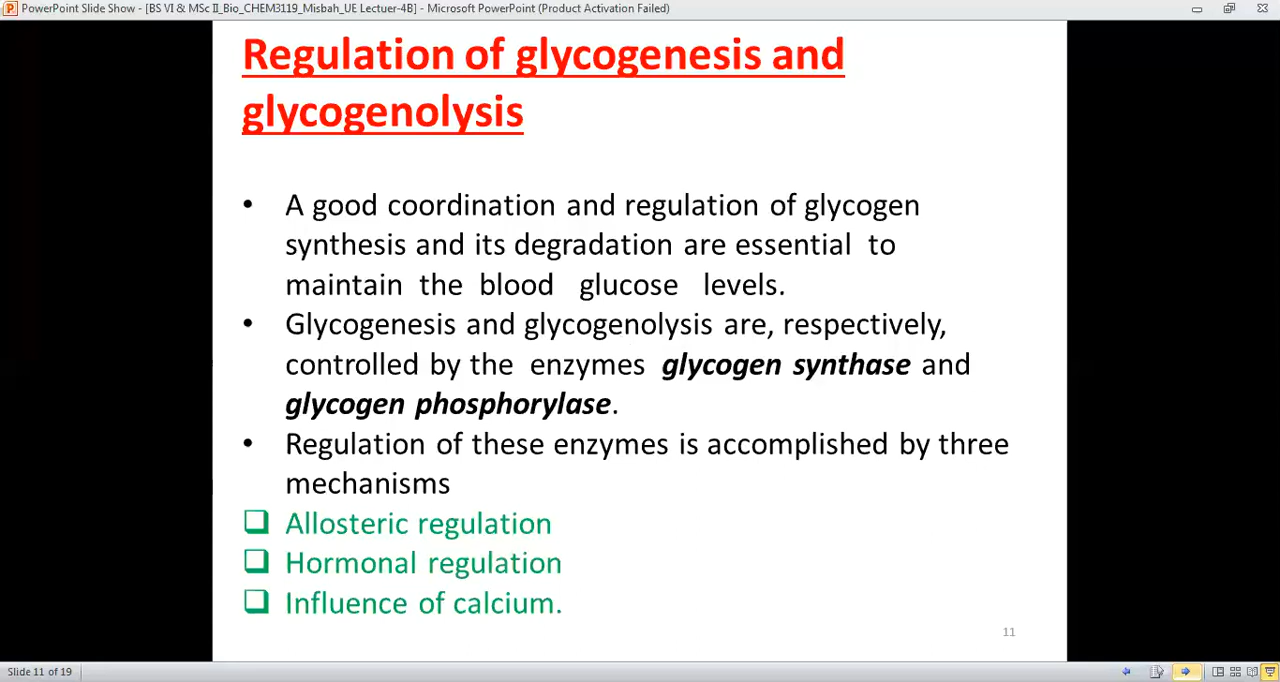 PowerPoint Slide Show - [BS VI & MSc II_Bio_CHEM3119_Misbah_UE Lectuer-4B] - Microsoft PowerPoint (Product Activation Failed)
Regulation of glycogenesis and
glycogenolysis
• A good coordination and regulation of glycogen
synthesis and its degradation are essential to
maintain the blood glucose levels.
• Glycogenesis and glycogenolysis are, respectively,
controlled by the enzymes glycogen synthase and
glycogen phosphorylase.
• Regulation of these enzymes is accomplished by three
mechanisms
❑ Allosteric regulation
❑ Hormonal regulation
❑ Influence of calcium.
11
Slide 11 of 19